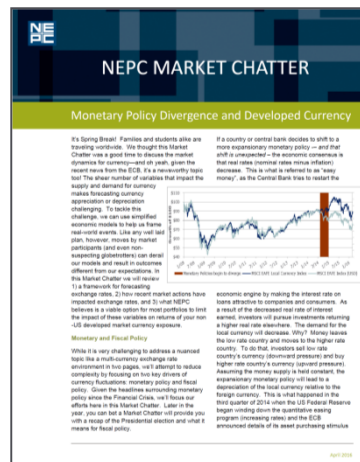 NE
PC
NEPC MARKET CHATTER
Monetary Policy Divergence and Developed Currency
It's Spring Break! Families and students alike are
traveling worldwide. We thought this Market
Chatter was a good time to discuss the market
dynamics for currency—and oh yeah, given the
recent news from the ECB, it's a newsworthy topic
too! The sheer number of variables that impact the
supply and demand for currency
makes forecasting currency
appreciation or depreciation
challenging. To tackle this
challenge, we can use simplified
economic models to help us frame
real-world events. Like any well laid
plan, however, moves by market
participants (and even non-
suspecting globetrotters) can derail
our models and result in outcomes
different from our expectations. In
this Market Chatter we will review
1) a framework for forecasting
exchange rates, 2) how recent market actions have
impacted exchange rates, and 3) what NEPC
believes is a viable option for most portfolios to limit
the impact of these variables on returns of your non
-US developed market currency exposure.
Monetary and Fiscal Policy
While it is very challenging to address a nuanced
topic like a multi-currency exchange rate
environment in two pages, we'll attempt to reduce
complexity by focusing on two key drivers of
currency fluctuations: monetary policy and fiscal
policy. Given the headlines surrounding monetary
policy since the Financial Crisis, we'll focus our
efforts here in this Market Chatter. Later in the
year, you can bet a Market Chatter will provide you
with a recap of the Presidential election and what it
means for fiscal policy.
If a country or central bank decides to shift to a
more expansionary monetary policy — and that
shift is unexpected – the economic consensus is
that real rates (nominal rates minus inflation)
will decrease. This is what is referred to as "easy
money", as the Central Bank tries to restart the
economic engine by making the interest rate on
loans attractive to companies and consumers. As
a result of the decreased real rate of interest
earned, investors will pursue investments returning
a higher real rate elsewhere. The demand for the
local currency will decrease. Why? Money leaves
the low rate country and moves to the higher rate
country. To do that, investors sell low rate
country's currency (downward pressure) and buy
higher rate country's currency (upward pressure).
Assuming the money supply is held constant, the
expansionary monetary policy will lead to a
depreciation of the local currency relative to the
foreign currency. This is what happened in the
third quarter of 2014 when the US Federal Reserve
began winding down the quantitative easing
program (increasing rates) and the ECB
announced details of its asset purchasing stimulus
April 2016